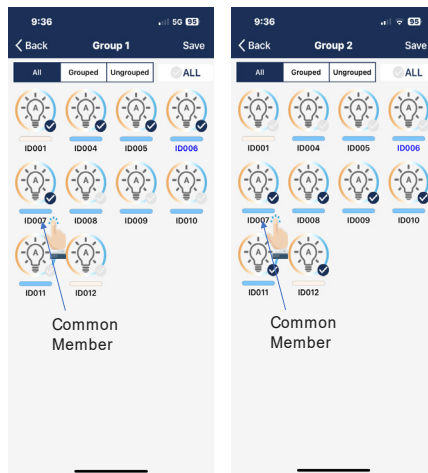 9:36
5G 93
Back Group 1 Save
All Grouped Ungrouped ALL
A A A A
ID001 ID004 ID005 ID006
A A A A
ID007 ID008 ID009 ID010
A A
ID011 ID012
Common
Member
9:36
Back Group 2 Save
All Grouped Ungrouped ALL
A A A A
ID001 ID004 ID005 ID006
A A A A
ID007 ID008 ID009 ID010
A A
ID011 ID012
Common
Member